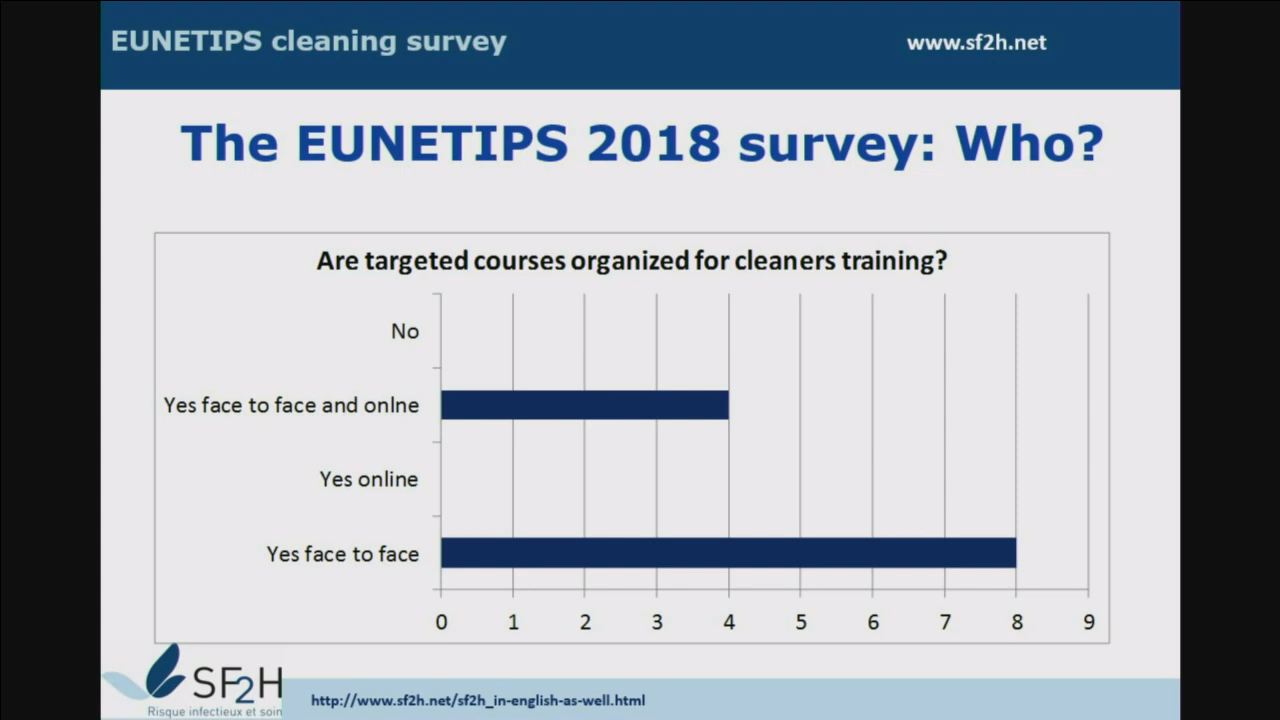 EUNETIPS cleaning survey
www.sf2h.net
The EUNETIPS 2018 survey: Who?
Are targeted courses organized for cleaners training?
No
Yes face to face and onlne
Yes online
Yes face to face
0 1 2 3 4 5 6 7 8 9
SF2H
Risque infectieux et soin
http://www.sf2h.net/sf2h_in-english-as-well.html